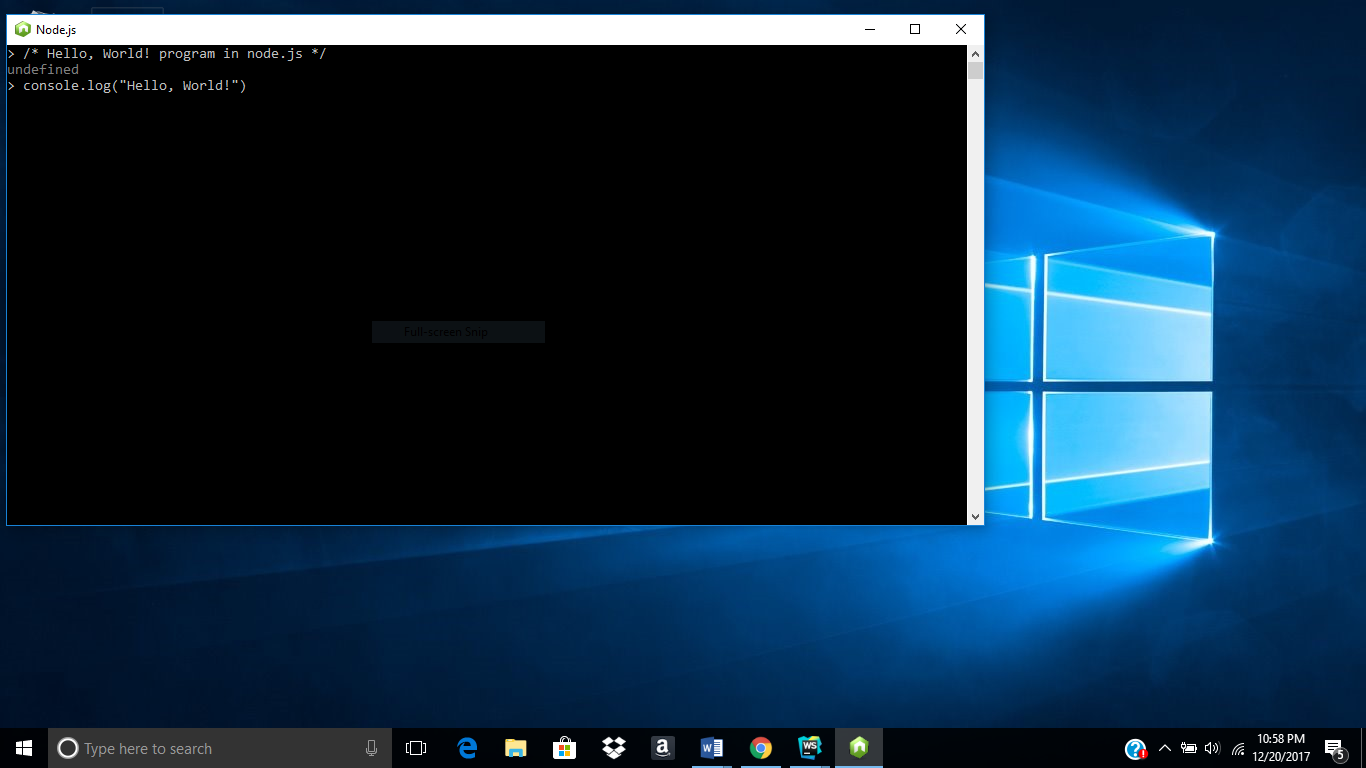 Node.js
> /* Hello, World! program in node.js */
undefined
> console.log("Hello, World!")
Full-screen Snip
Type here to search
a
W
WS
10:58 PM
12/20/2017
5